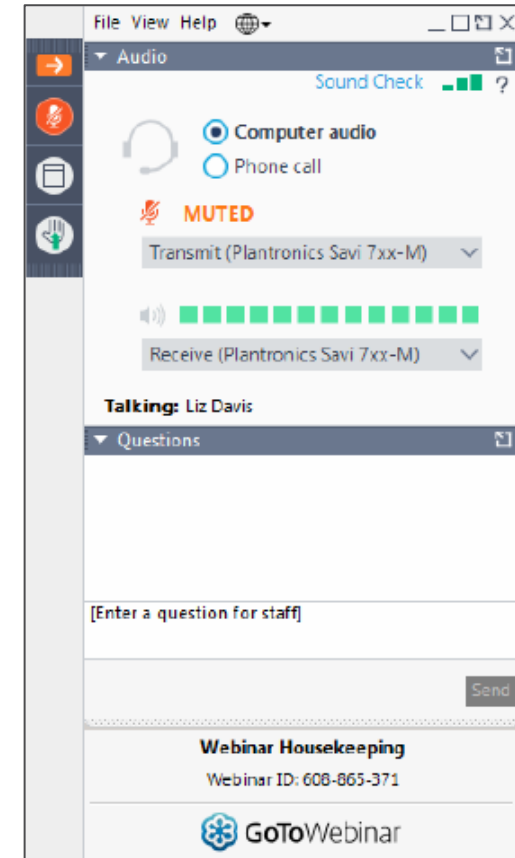 File View Help
Audio
Sound Check ?
Computer audio
Phone call
MUTED
Transmit (Plantronics Savi 7xx-M)
Receive (Plantronics Savi 7xx-M)
Talking: Liz Davis
Questions
[Enter a question for staff]
Send
Webinar Housekeeping
Webinar ID: 608-865-371
GoToWebinar